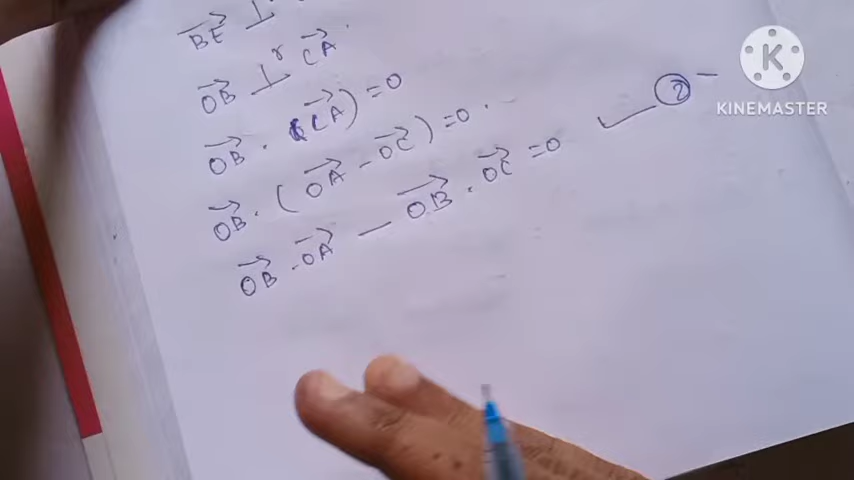 BE ⊥
OB ⊥r CA
OB . (CA) = 0
OB . (OA - OC) = 0 .
OB . OA - OB . OC = 0 ②
K
KINEMASTER